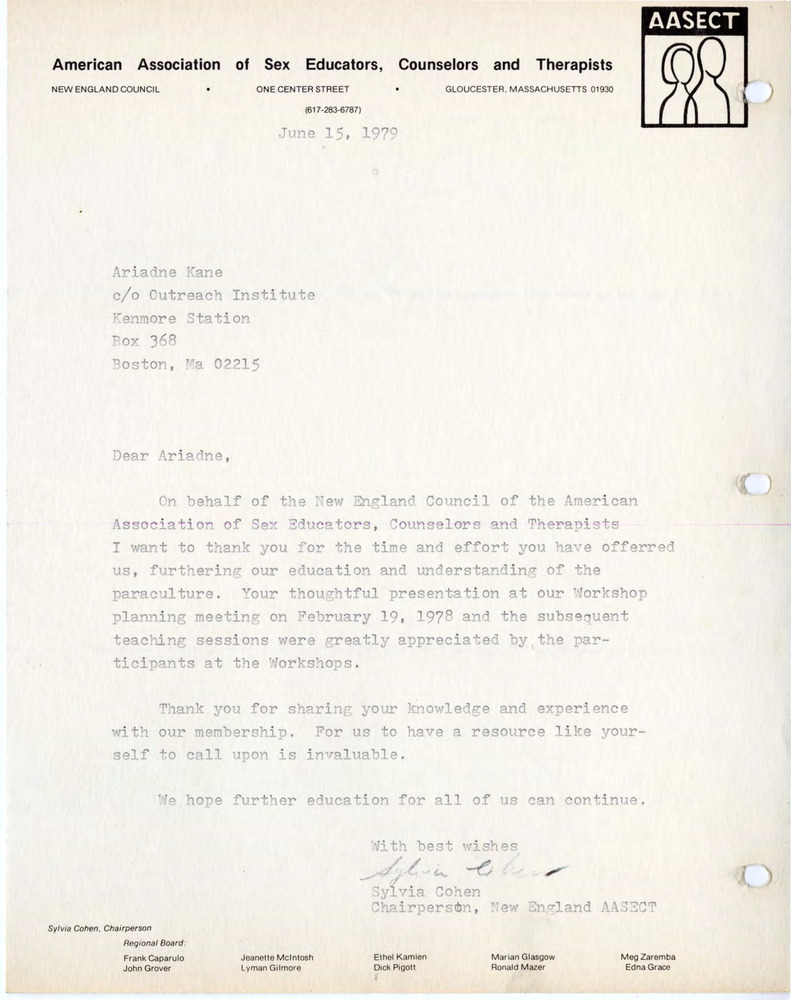 AASECT
American Association of Sex Educators, Counselors and Therapists
NEW ENGLAND COUNCIL • ONE CENTER STREET • GLOUCESTER, MASSACHUSETTS 01930
(617-283-6787)
June 15, 1979
Ariadne Kane
c/o Outreach Institute
Kenmore Station
Box 368
Boston, Ma 02215
Dear Ariadne,
On behalf of the New England Council of the American
Association of Sex Educators, Counselors and Therapists
I want to thank you for the time and effort you have offerred
us, furthering our education and understanding of the
paraculture. Your thoughtful presentation at our Workshop
planning meeting on February 19, 1978 and the subsequent
teaching sessions were greatly appreciated by the par-
ticipants at the Workshops.
Thank you for sharing your knowledge and experience
with our membership. For us to have a resource like your-
self to call upon is invaluable.
We hope further education for all of us can continue.
With best wishes
Sylvia Cohen
Sylvia Cohen
Chairperson, New England AASECT
Sylvia Cohen, Chairperson
Regional Board:
Frank Caparulo Jeanette McIntosh Ethel Kamien Marian Glasgow Meg Zaremba
John Grover Lyman Gilmore Dick Pigott Ronald Mazer Edna Grace